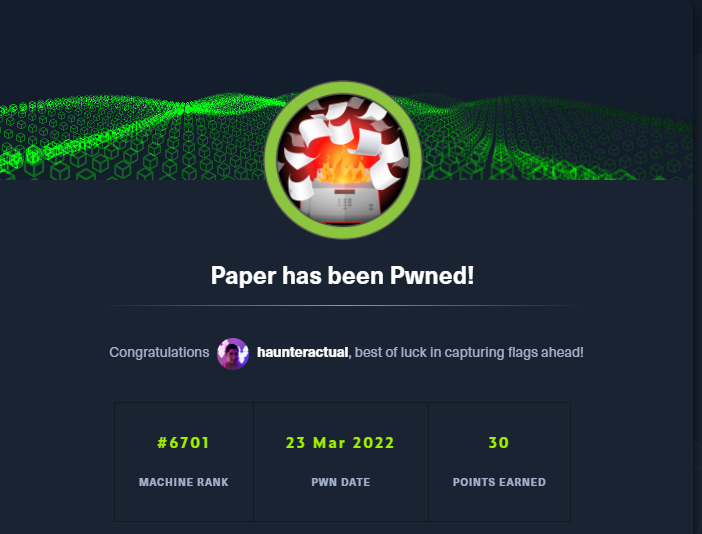 Paper has been Pwned!
Congratulations haunteractual, best of luck in capturing flags ahead!
#6701 23 Mar 2022 30
MACHINE RANK PWN DATE POINTS EARNED